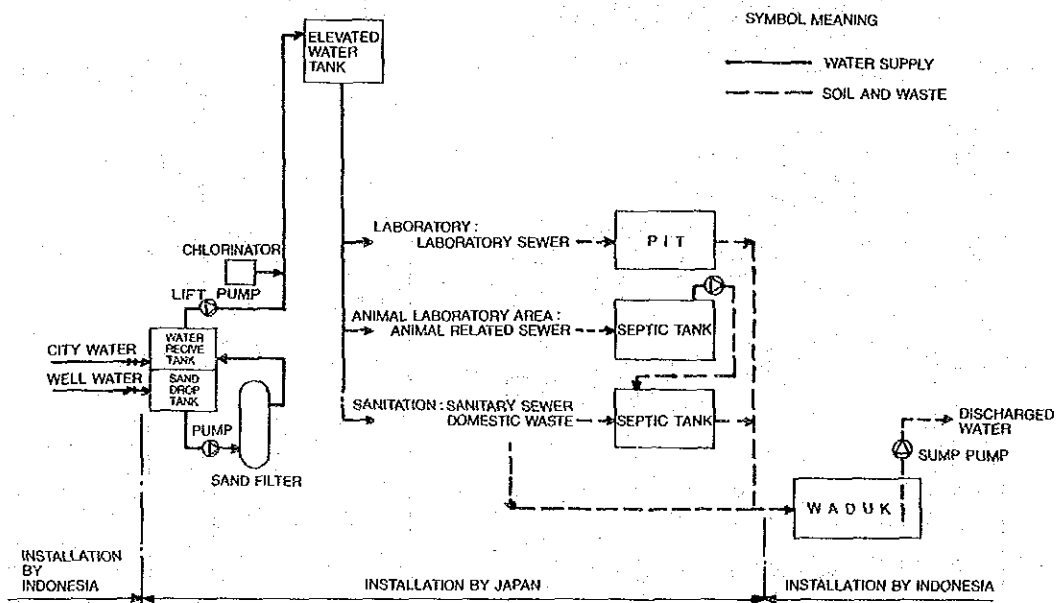 SYMBOL MEANING
WATER SUPPLY
SOIL AND WASTE
ELEVATED
WATER
TANK
CHLORINATOR
LIFT PUMP
WATER
RECIVE
TANK
SAND
DROP
TANK
CITY WATER
WELL WATER
PUMP
SAND FILTER
LABORATORY :
LABORATORY SEWER
PIT
ANIMAL LABORATORY AREA :
ANIMAL RELATED SEWER
SEPTIC TANK
SANITATION : SANITARY SEWER
DOMESTIC WASTE
SEPTIC TANK
DISCHARGED
WATER
SUMP PUMP
WADUK
INSTALLATION
BY
INDONESIA
INSTALLATION BY JAPAN
INSTALLATION BY INDONESIA